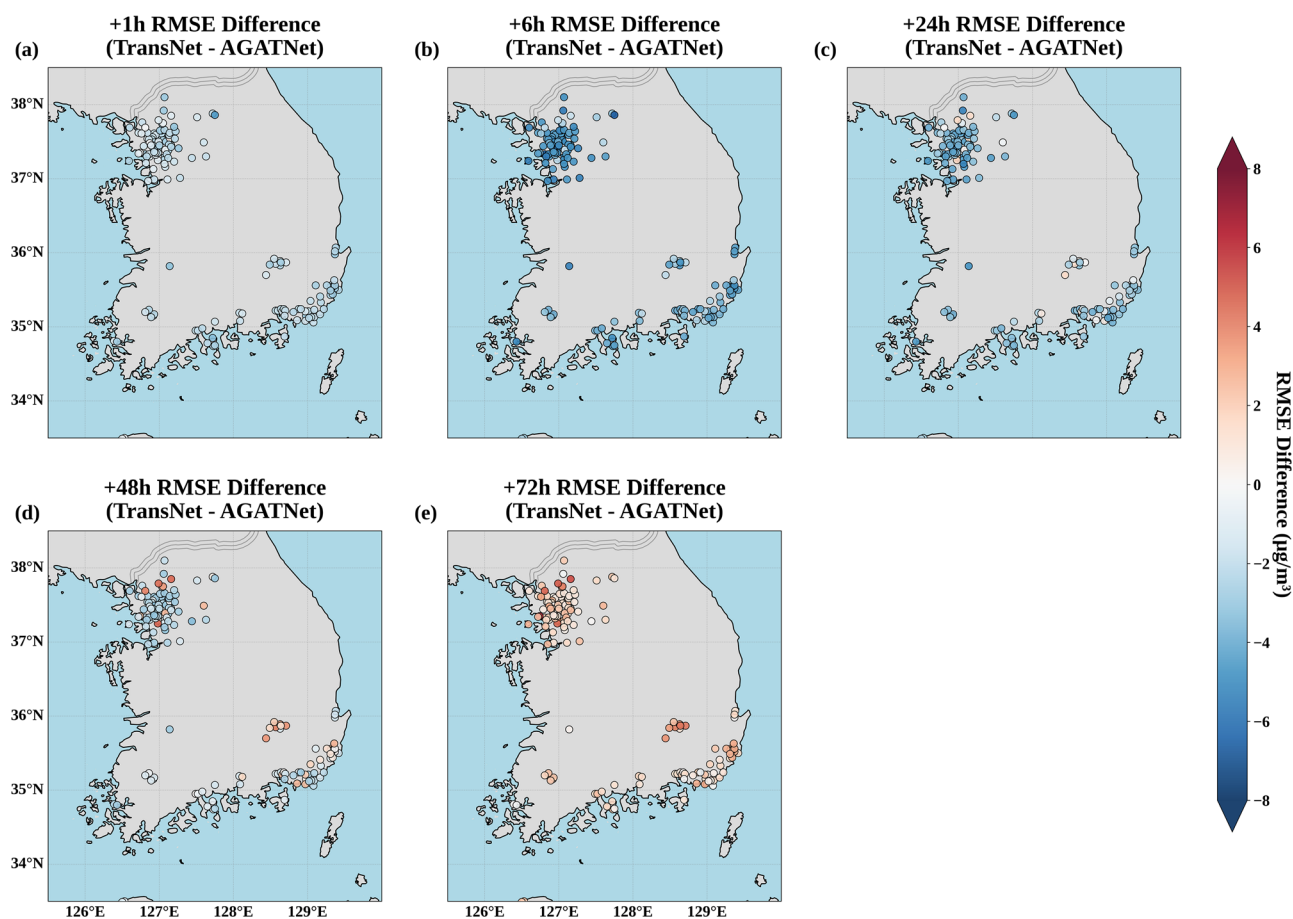 +1h RMSE Difference
(TransNet - AGATNet)
(a)
+6h RMSE Difference
(TransNet - AGATNet)
(b)
+24h RMSE Difference
(TransNet - AGATNet)
(c)
38°N
37°N
36°N
35°N
34°N
8
6
4
2
0
−2
−4
−6
−8
RMSE Difference (μg/m³)
+48h RMSE Difference
(TransNet - AGATNet)
(d)
+72h RMSE Difference
(TransNet - AGATNet)
(e)
38°N
37°N
36°N
35°N
34°N
126°E 127°E 128°E 129°E
126°E 127°E 128°E 129°E